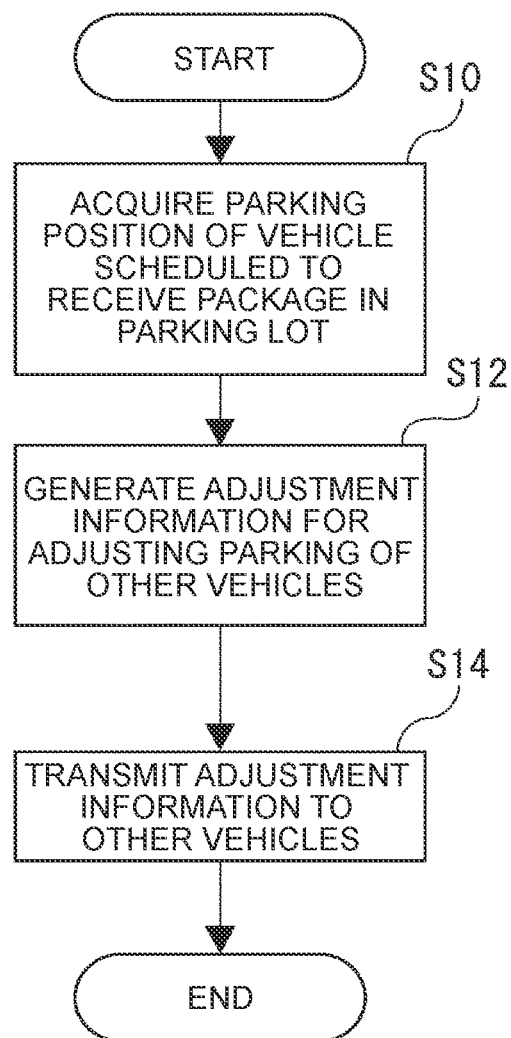 START
S10
ACQUIRE PARKING
POSITION OF VEHICLE
SCHEDULED TO
RECEIVE PACKAGE IN
PARKING LOT
S12
GENERATE ADJUSTMENT
INFORMATION FOR
ADJUSTING PARKING OF
OTHER VEHICLES
S14
TRANSMIT ADJUSTMENT
INFORMATION TO
OTHER VEHICLES
END